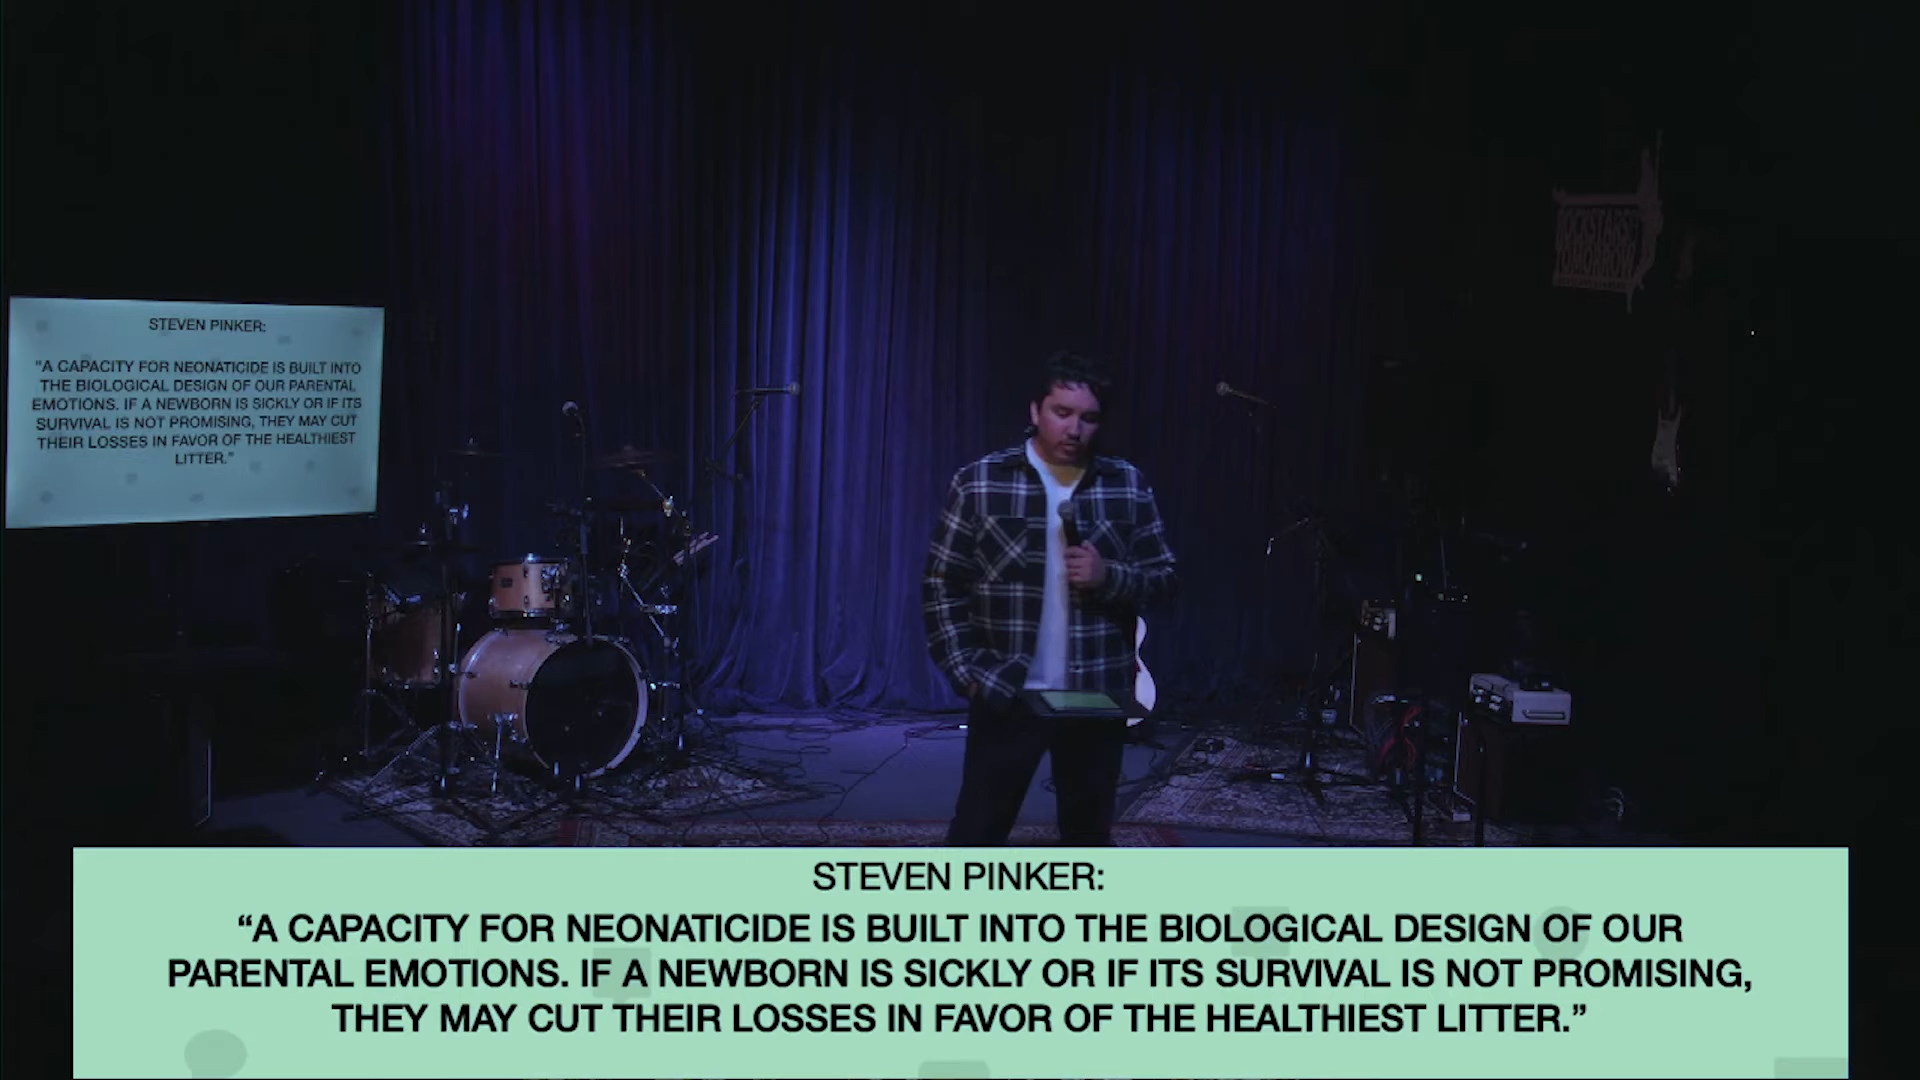 STEVEN PINKER:
"A CAPACITY FOR NEONATICIDE IS BUILT INTO
THE BIOLOGICAL DESIGN OF OUR PARENTAL
EMOTIONS. IF A NEWBORN IS SICKLY OR IF ITS
SURVIVAL IS NOT PROMISING, THEY MAY CUT
THEIR LOSSES IN FAVOR OF THE HEALTHIEST
LITTER."
ROCKSTARS
TOMORROW
STEVEN PINKER:
“A CAPACITY FOR NEONATICIDE IS BUILT INTO THE BIOLOGICAL DESIGN OF OUR
PARENTAL EMOTIONS. IF A NEWBORN IS SICKLY OR IF ITS SURVIVAL IS NOT PROMISING,
THEY MAY CUT THEIR LOSSES IN FAVOR OF THE HEALTHIEST LITTER.”